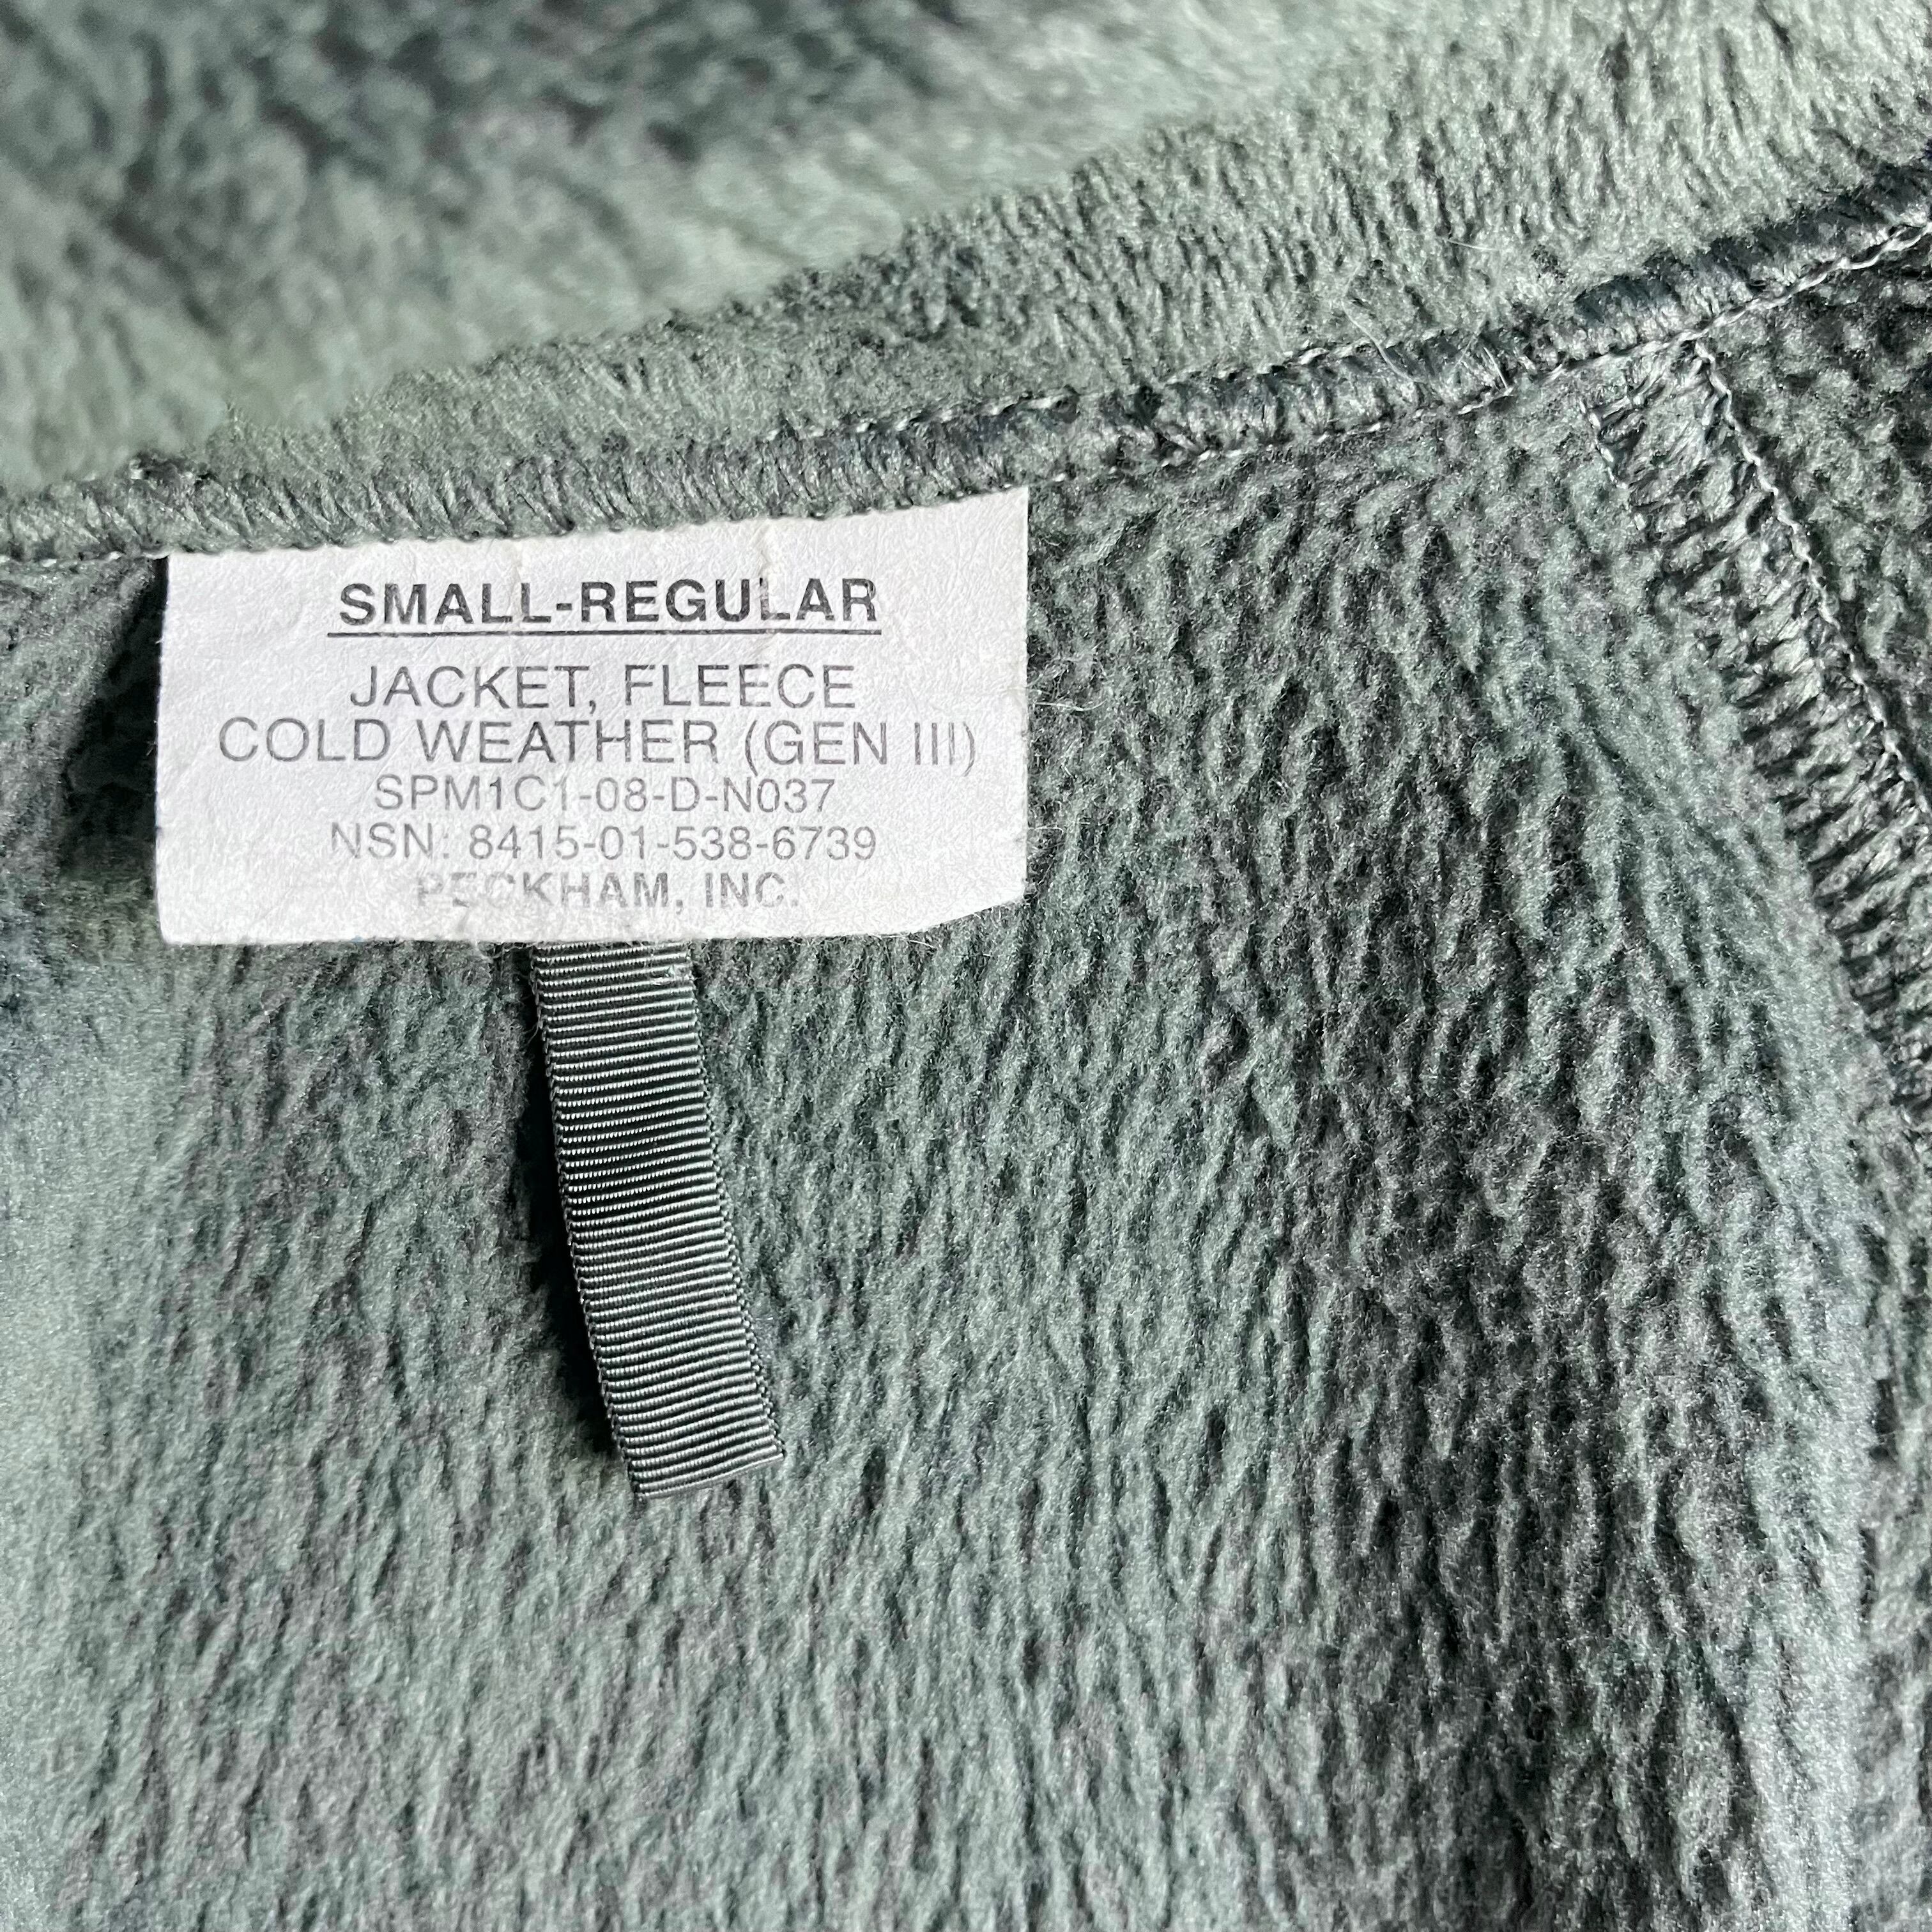 SMALL-REGULAR
JACKET, FLEECE
COLD WEATHER (GEN III)
SPM1C1-08-D-N037
NSN: 8415-01-538-6739
PECKHAM, INC.